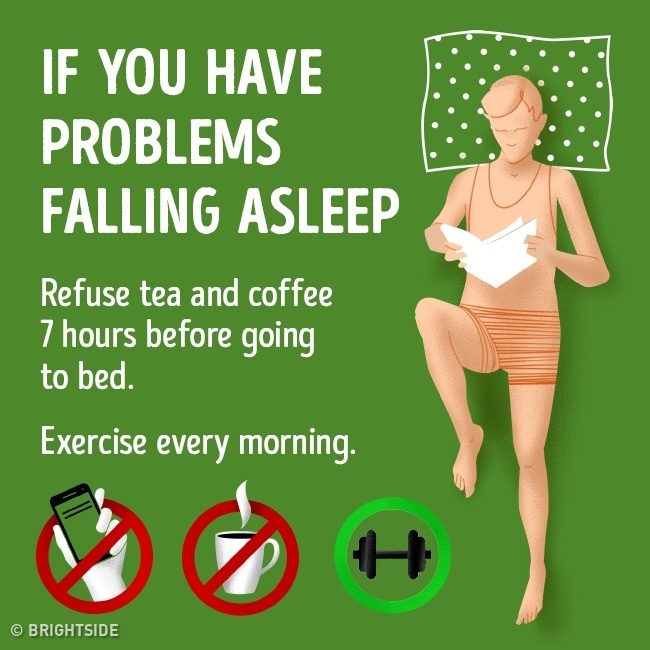 IF YOU HAVE
PROBLEMS
FALLING ASLEEP
Refuse tea and coffee
7 hours before going
to bed.
Exercise every morning.
© BRIGHTSIDE